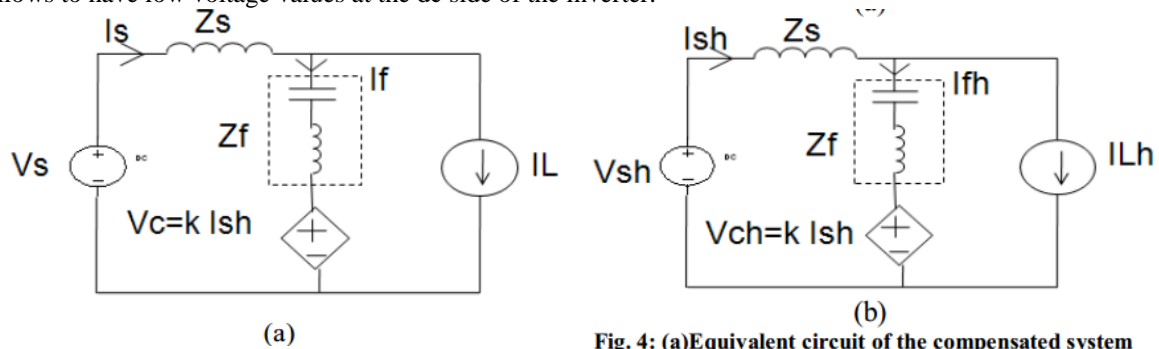 to have low voltage values at the dc side of the inverter.
Is
Zs
If
Zf
Vs
DC
IL
Vc=k Ish
(a)
Ish
Zs
Ifh
Zf
Vsh
DC
ILh
Vch=k Ish
(b)
Fig. 4: (a)Equivalent circuit of the compensated system